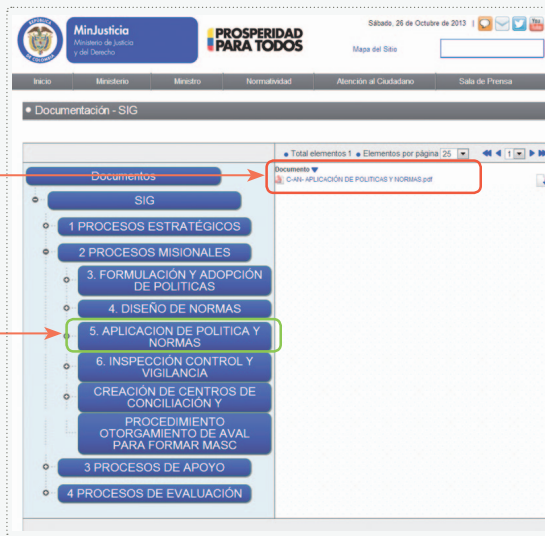 MinJusticia
Ministerio de Justicia
y del Derecho
PROSPERIDAD
PARA TODOS
Sábado, 26 de Octubre de 2013
Mapa del Sitio
Inicio
Ministerio
Ministro
Normatividad
Atención al Ciudadano
Sala de Prensa
Documentación - SIG
Total elementos 1
Elementos por página 25
1
Documentos
Documento
C-AN- APLICACIÓN DE POLITICAS Y NORMAS.pdf
SIG
1 PROCESOS ESTRATÉGICOS
2 PROCESOS MISIONALES
3. FORMULACIÓN Y ADOPCIÓN
DE POLITICAS
4. DISEÑO DE NORMAS
5. APLICACION DE POLITICA Y
NORMAS
6. INSPECCIÓN CONTROL Y
VIGILANCIA
CREACIÓN DE CENTROS DE
CONCILIACIÓN Y
PROCEDIMIENTO
OTORGAMIENTO DE AVAL
PARA FORMAR MASC
3 PROCESOS DE APOYO
4 PROCESOS DE EVALUACIÓN